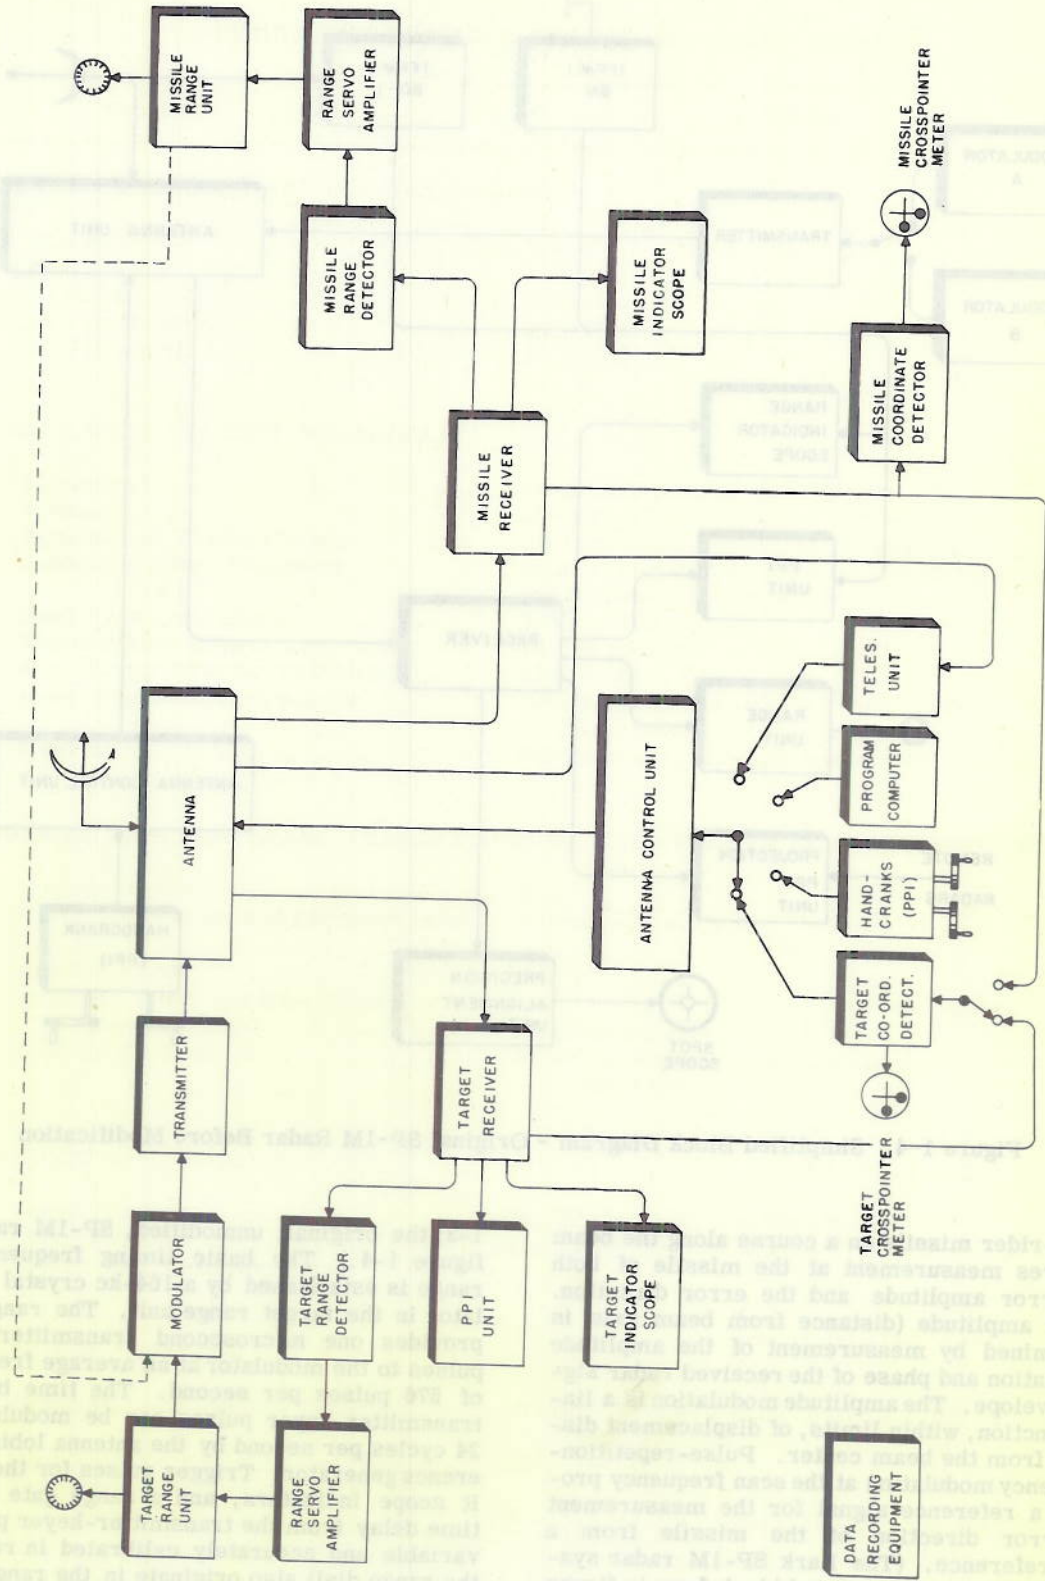 TARGET
RANGE
UNIT
MODULATOR
TRANSMITTER
ANTENNA
MISSILE
RANGE
UNIT
RANGE
SERVO
AMPLIFIER
TARGET
RANGE
DETECTOR
MISSILE
RANGE
DETECTOR
RANGE
SERVO
AMPLIFIER
PPI
UNIT
TARGET
RECEIVER
MISSILE
RECEIVER
TARGET
INDICATOR
SCOPE
ANTENNA CONTROL UNIT
MISSILE
INDICATOR
SCOPE
DATA
RECORDING
EQUIPMENT
TARGET
CROSSPOINTER
METER
TARGET
CO-ORD.
DETECT.
HAND-
CRANKS
(PPI)
PROGRAM
COMPUTER
TELES.
UNIT
MISSILE
COORDINATE
DETECTOR
MISSILE
CROSSPOINTER
METER